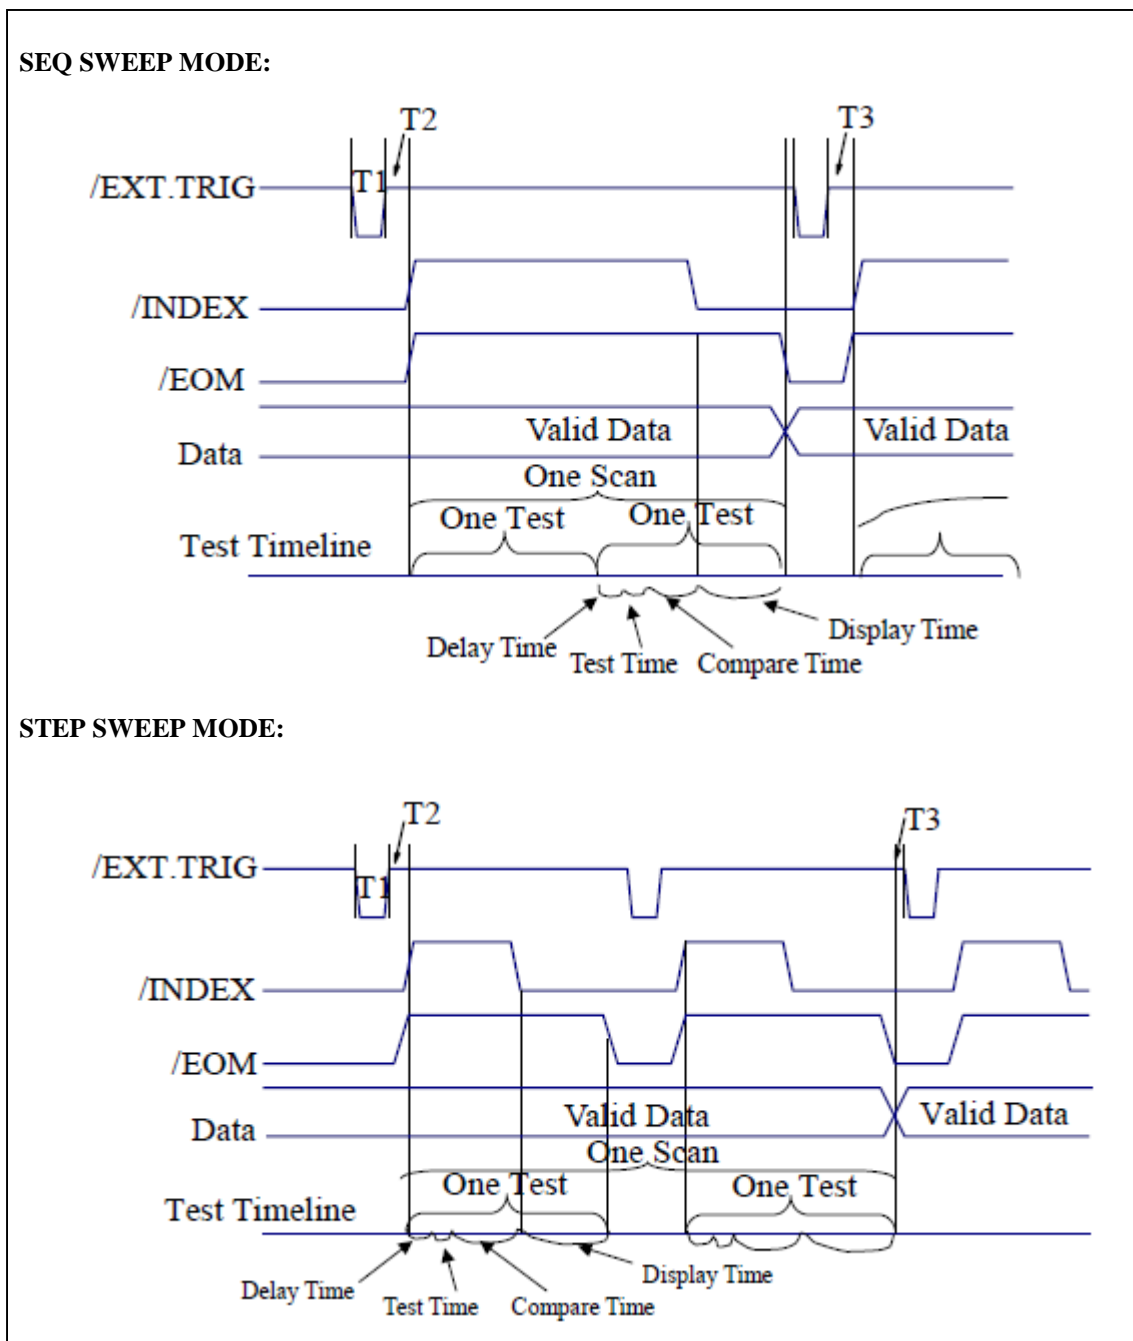 SEQ SWEEP MODE:
T2
T3
/EXT.TRIG
T1
/INDEX
/EOM
Data
Valid Data
Valid Data
One Scan
One Test
One Test
Test Timeline
Delay Time
Test Time
Compare Time
Display Time
STEP SWEEP MODE:
T2
T3
/EXT.TRIG
T1
/INDEX
/EOM
Data
Valid Data
Valid Data
One Scan
One Test
One Test
Test Timeline
Delay Time
Test Time
Compare Time
Display Time